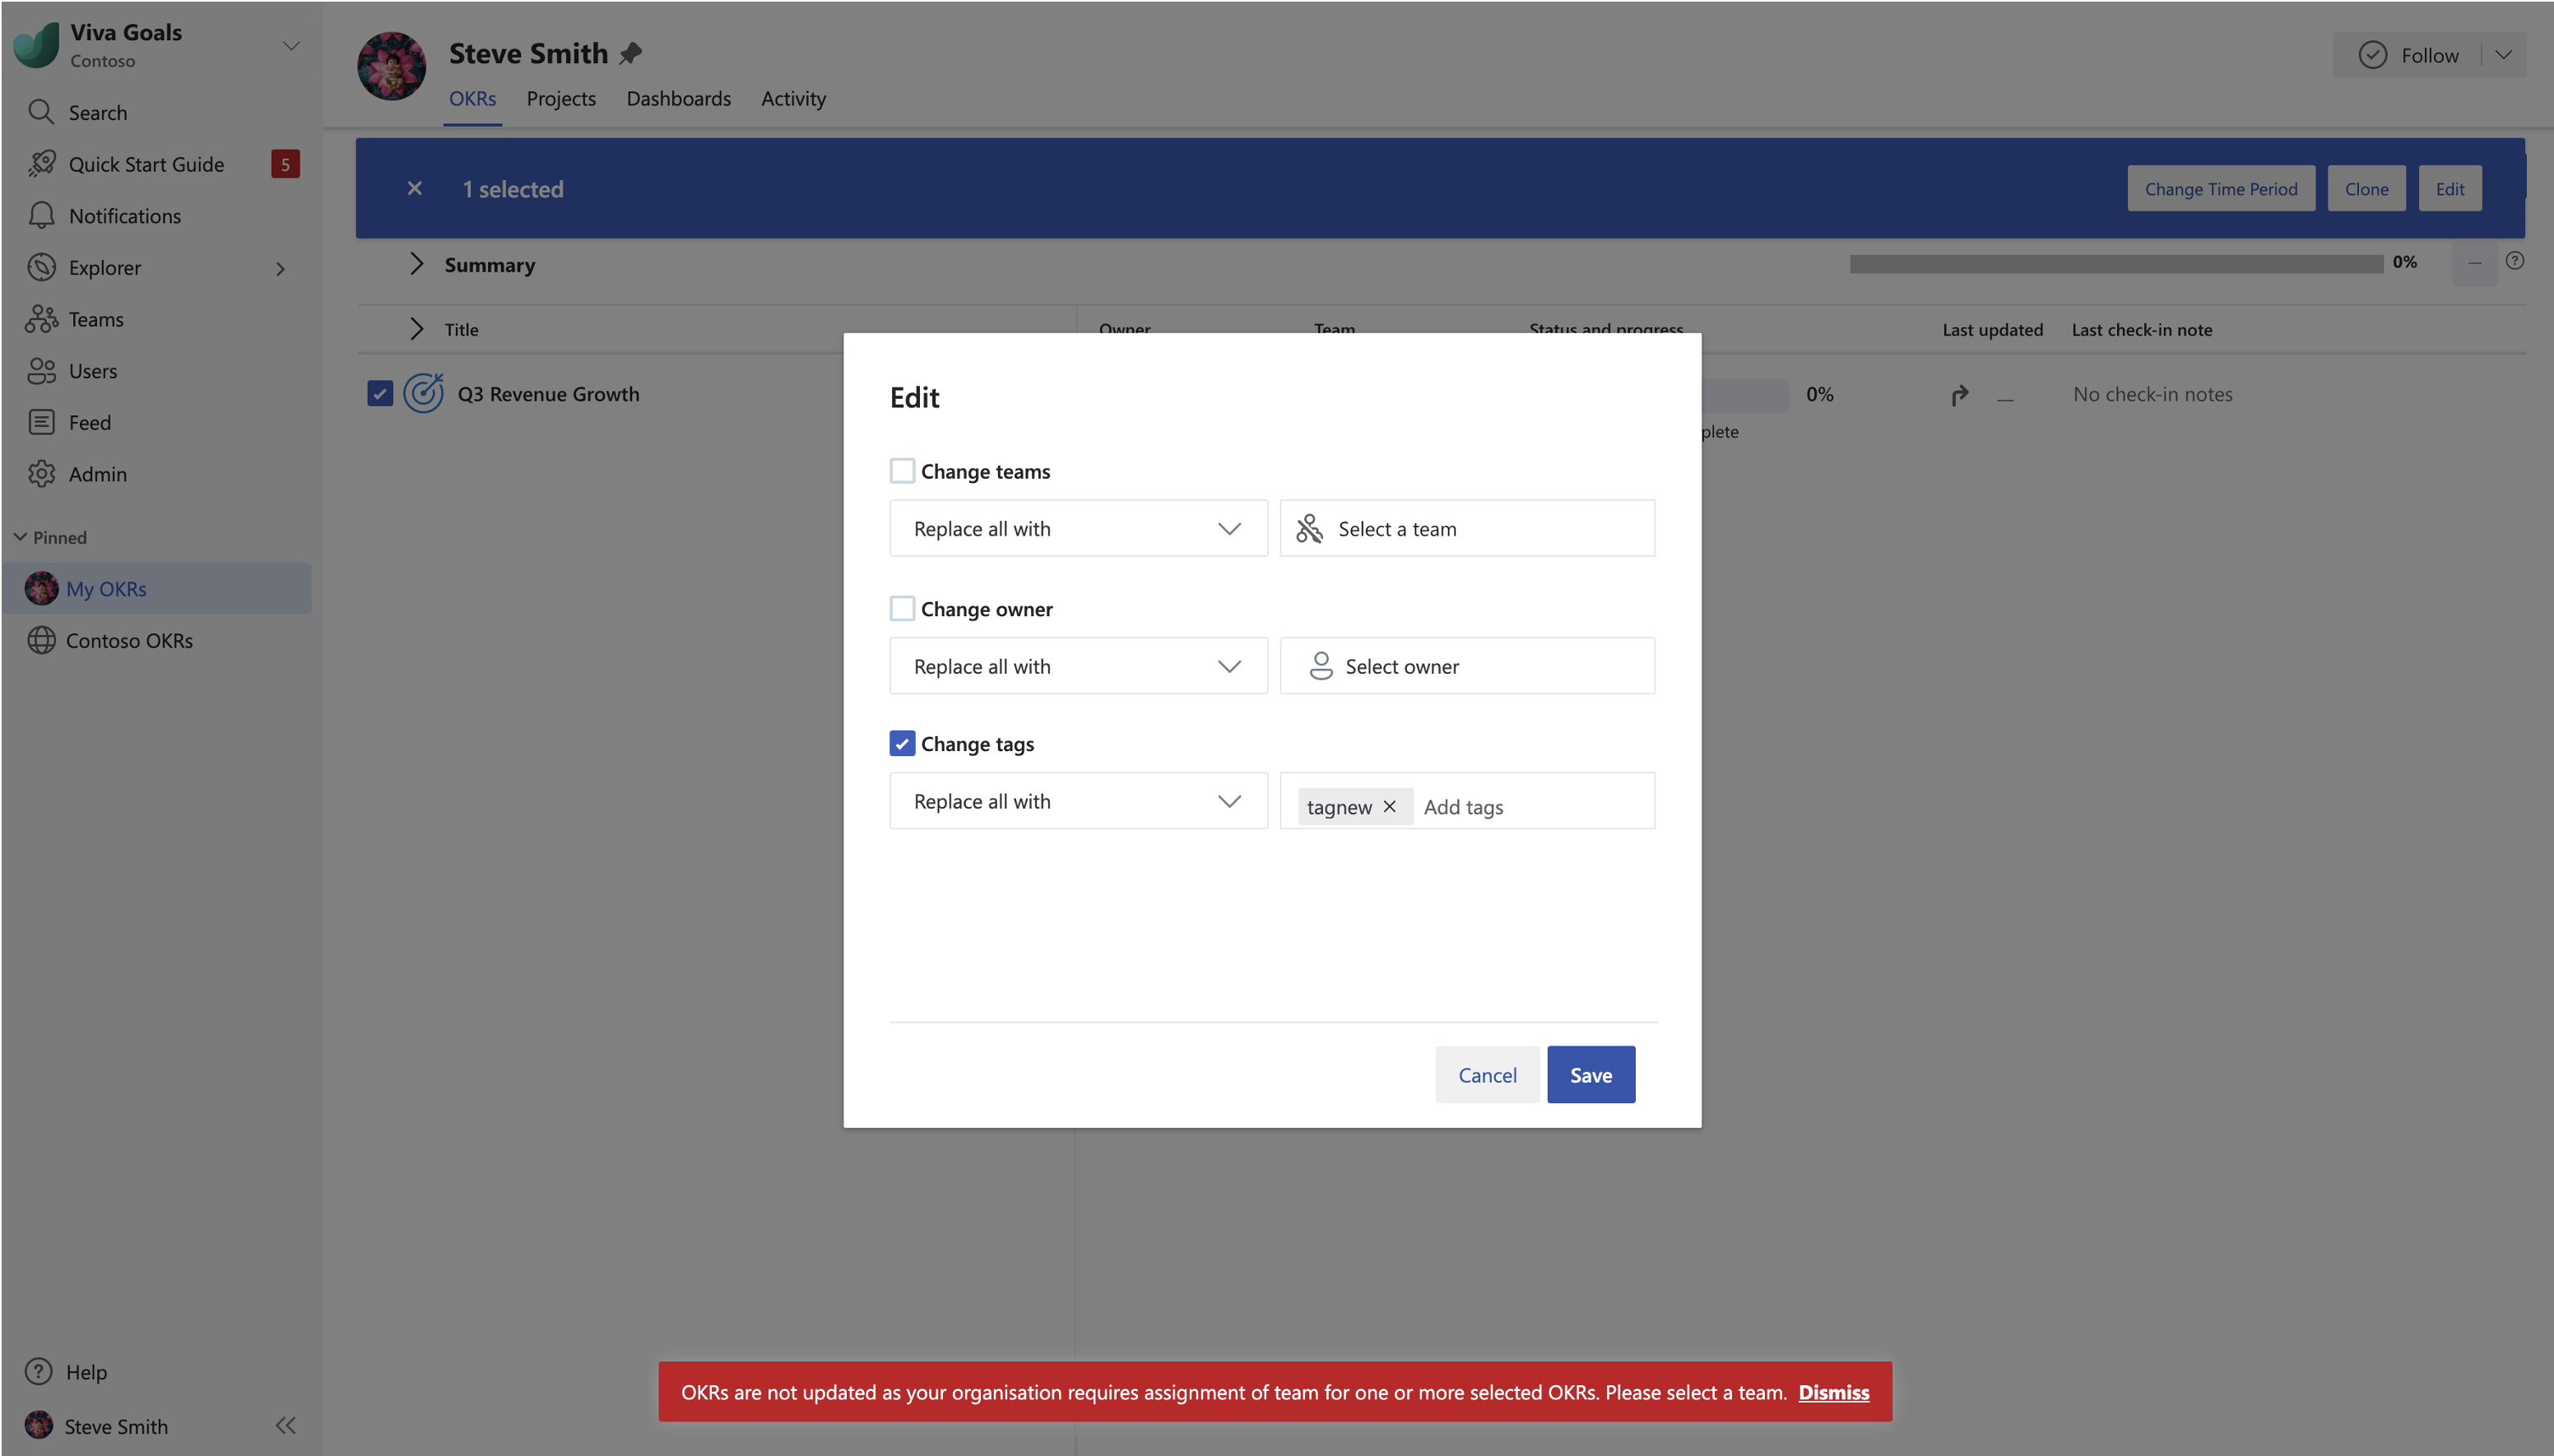 Viva Goals
Contoso
Search
Quick Start Guide 5
Notifications
Explorer
Teams
Users
Feed
Admin
Pinned
My OKRs
Contoso OKRs
Help
Steve Smith
Steve Smith
Follow
OKRs Projects Dashboards Activity
1 selected
Change Time Period Clone Edit
Summary 0%
Title Owner Team Status and progress Last updated Last check-in note
Q3 Revenue Growth 0% — No check-in notes
plete
Edit
Change teams
Replace all with Select a team
Change owner
Replace all with Select owner
Change tags
Replace all with tagnew Add tags
Cancel Save
OKRs are not updated as your organisation requires assignment of team for one or more selected OKRs. Please select a team. Dismiss